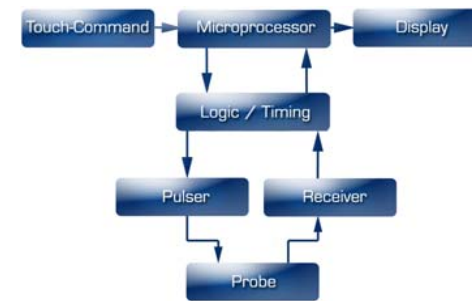 Touch-Command
Microprocessor
Display
Logic / Timing
Pulser
Receiver
Probe